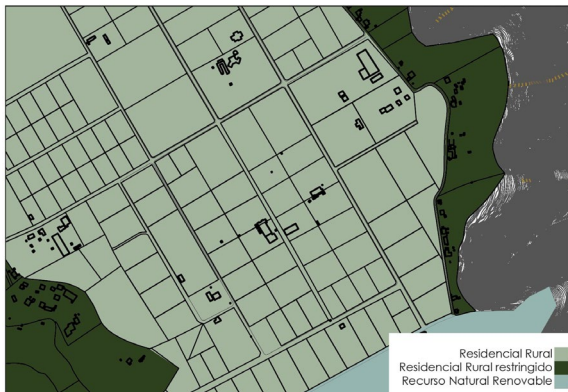 Residencial Rural
Residencial Rural restringido
Recurso Natural Renovable